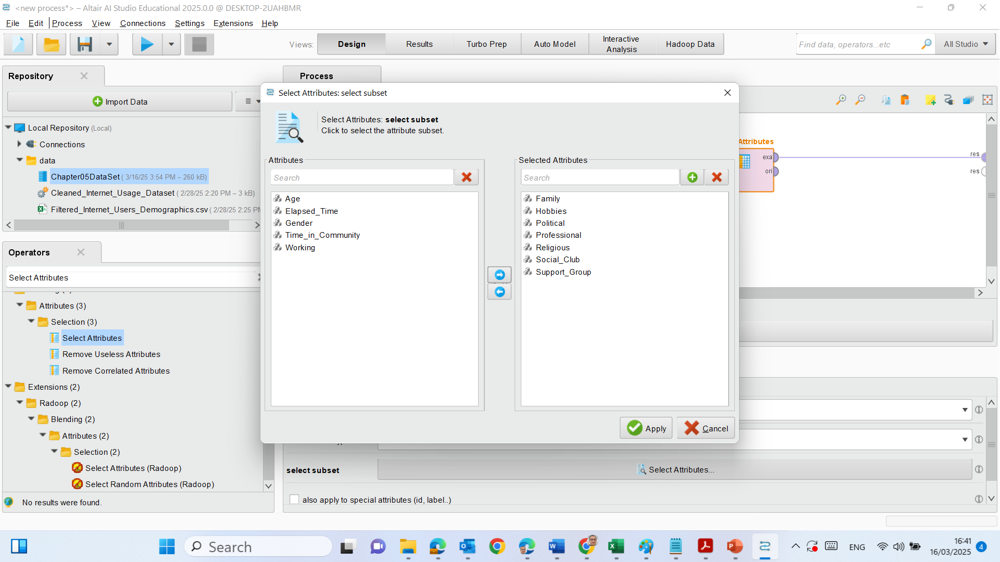 <new process*> – Altair AI Studio Educational 2025.0.0 @ DESKTOP-2UAHBMR
File Edit Process View Connections Settings Extensions Help
Views: Design Results Turbo Prep Auto Model Interactive Analysis Hadoop Data
Find data, operators...etc
All Studio
Repository
Import Data
Local Repository (Local)
Connections
data
Chapter05DataSet ( 3/16/25 3:54 PM – 260 kB)
Cleaned_Internet_Usage_Dataset ( 2/28/25 2:20 PM – 3 kB)
Filtered_Internet_Users_Demographics.csv ( 2/28/25 2:25 PM
Operators
Select Attributes
Attributes (3)
Selection (3)
Select Attributes
Remove Useless Attributes
Remove Correlated Attributes
Extensions (2)
Radoop (2)
Blending (2)
Attributes (2)
Selection (2)
Select Attributes (Radoop)
Select Random Attributes (Radoop)
No results were found.
Process
Attributes
exa
ori
res
res
Select Attributes: select subset
Select Attributes: select subset
Click to select the attribute subset.
Attributes
Search
Age
Elapsed_Time
Gender
Time_in_Community
Working
Selected Attributes
Search
Family
Hobbies
Political
Professional
Religious
Social_Club
Support_Group
Apply
Cancel
select subset
Select Attributes...
also apply to special attributes (id, label..)
Search
ENG
16:41
16/03/2025
4